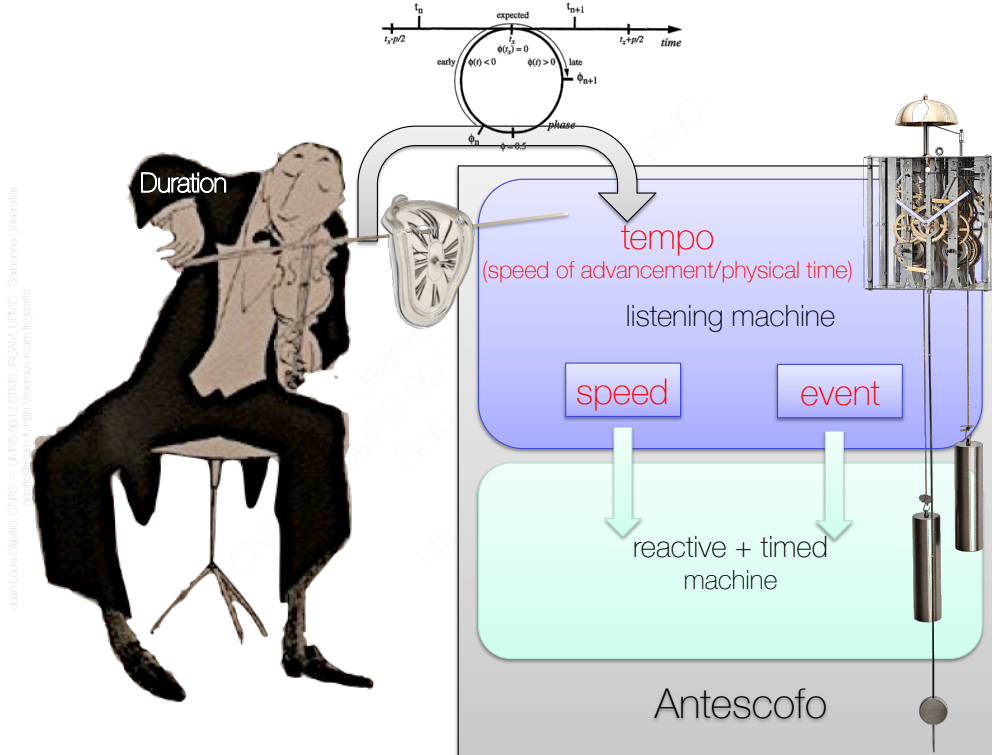 t_n
expected
t_{n+1}
t_x-p/2
t_x
t_x+p/2
time
ϕ(t_x) = 0
early
ϕ(t) < 0
ϕ(t) > 0
late
ϕ_{n+1}
phase
ϕ_n
ϕ = 0.5
Duration
tempo
(speed of advancement/physical time)
listening machine
speed
event
reactive + timed
machine
Antescofo